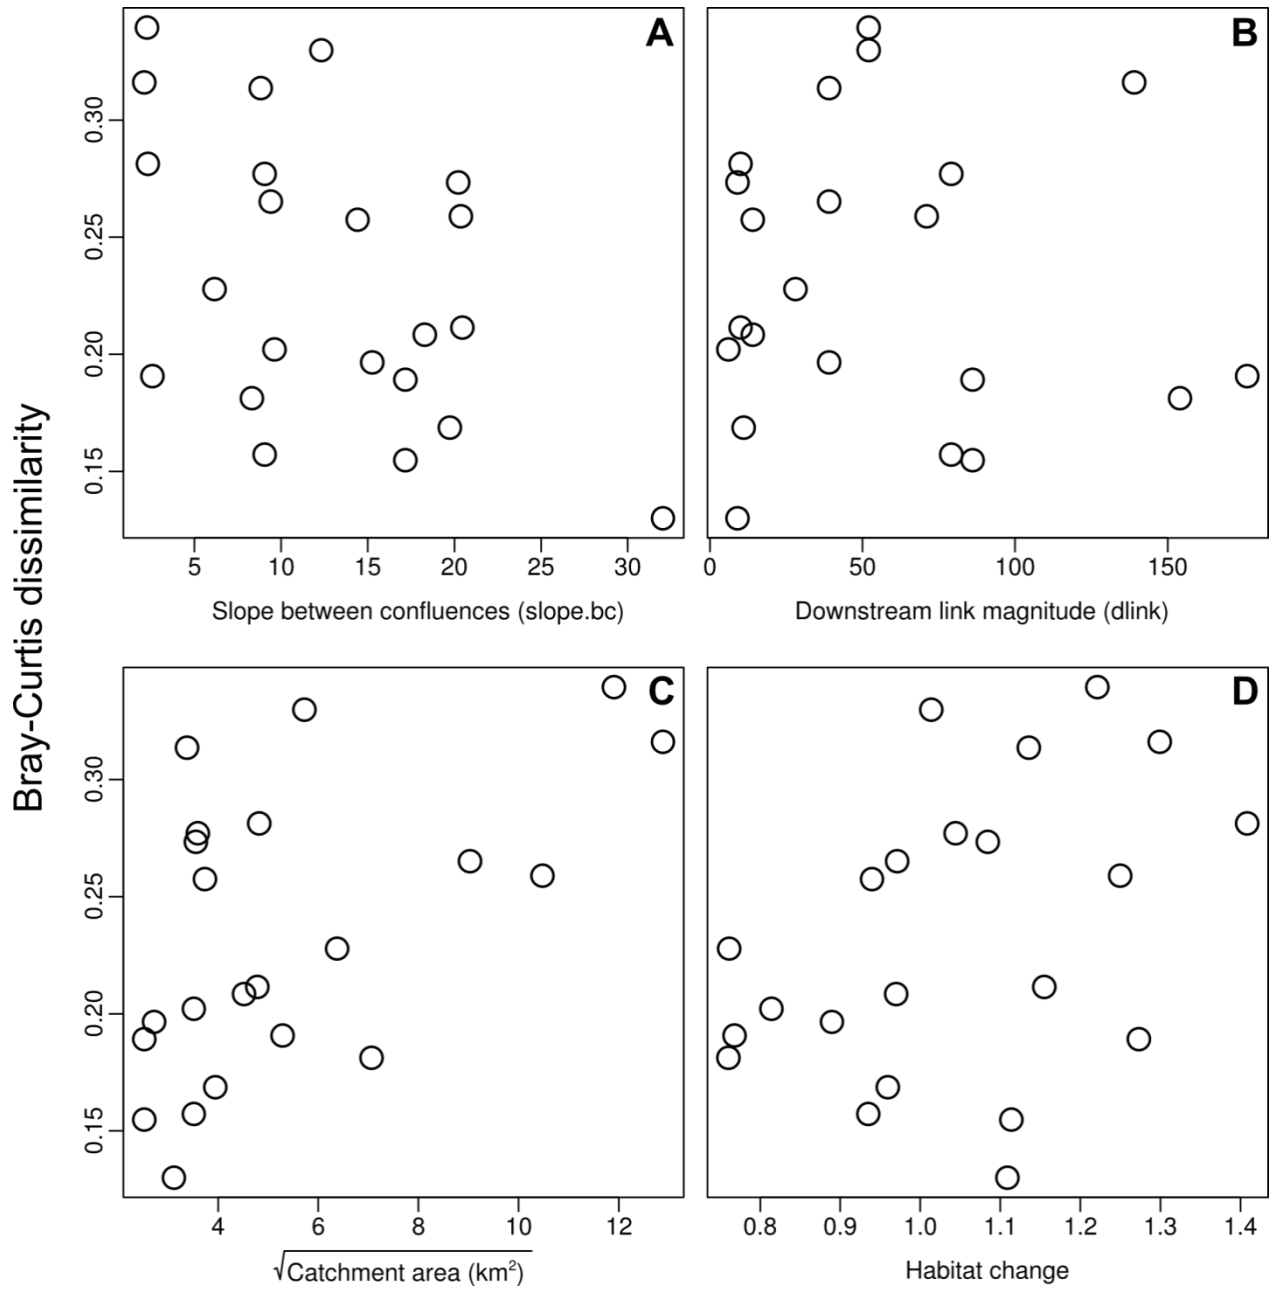 A
B
0.30
0.25
0.20
0.15
5 10 15 20 25 30
0 50 100 150
Slope between confluences (slope.bc)
Downstream link magnitude (dlink)
Bray-Curtis dissimilarity
C
D
0.30
0.25
0.20
0.15
4 6 8 10 12
0.8 0.9 1.0 1.1 1.2 1.3 1.4
√Catchment area (km²)
Habitat change